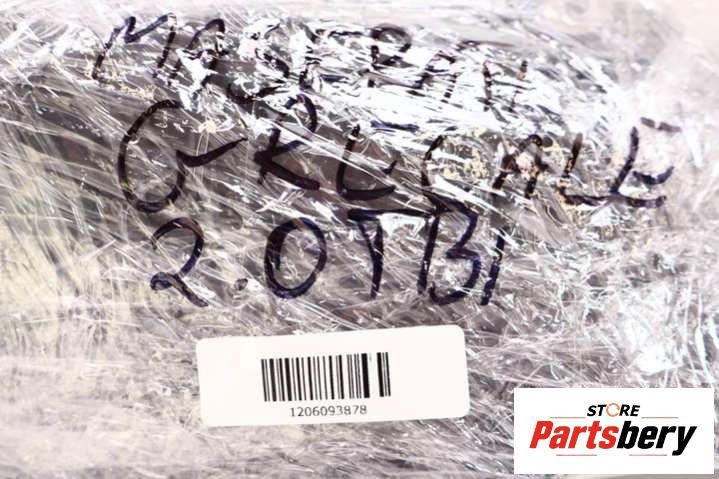 MASERATI
GRECALE
2.0TBI
1206093878
STORE
Partsbery